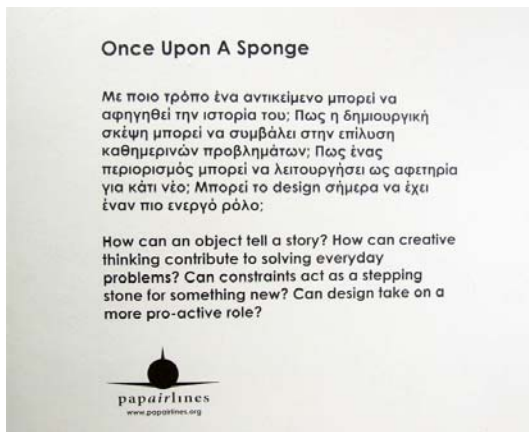 Once Upon A Sponge
Με ποιο τρόπο ένα αντικείμενο μπορεί να
αφηγηθεί την ιστορία του; Πως η δημιουργική
σκέψη μπορεί να συμβάλει στην επίλυση
καθημερινών προβλημάτων; Πως ένας
περιορισμός μπορεί να λειτουργήσει ως αφετηρία
για κάτι νέο; Μπορεί το design σήμερα να έχει
έναν πιο ενεργό ρόλο;
How can an object tell a story? How can creative
thinking contribute to solving everyday
problems? Can constraints act as a stepping
stone for something new? Can design take on a
more pro-active role?
papairlines
www.papairlines.org